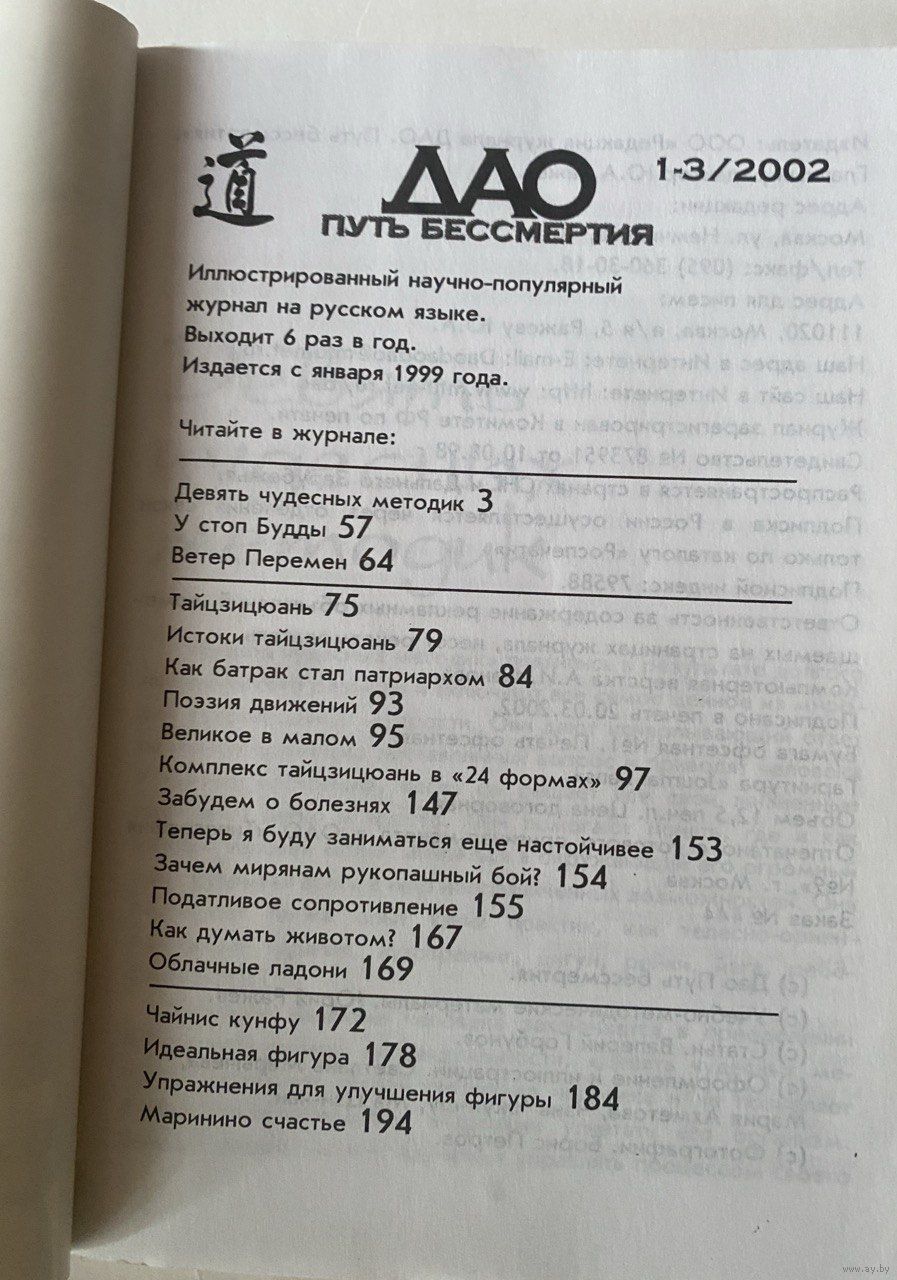 道
ДАО 1-3/2002
ПУТЬ БЕССМЕРТИЯ
Иллюстрированный научно-популярный
журнал на русском языке.
Выходит 6 раз в год.
Издается с января 1999 года.
Читайте в журнале:
Девять чудесных методик 3
У стоп Будды 57
Ветер Перемен 64
Тайцзицюань 75
Истоки тайцзицюань 79
Как батрак стал патриархом 84
Поэзия движений 93
Великое в малом 95
Комплекс тайцзицюань в «24 формах» 97
Забудем о болезнях 147
Теперь я буду заниматься еще настойчивее 153
Зачем мирянам рукопашный бой? 154
Податливое сопротивление 155
Как думать животом? 167
Облачные ладони 169
Чайнис кунфу 172
Идеальная фигура 178
Упражнения для улучшения фигуры 184
Маринино счастье 194
www.ay.by